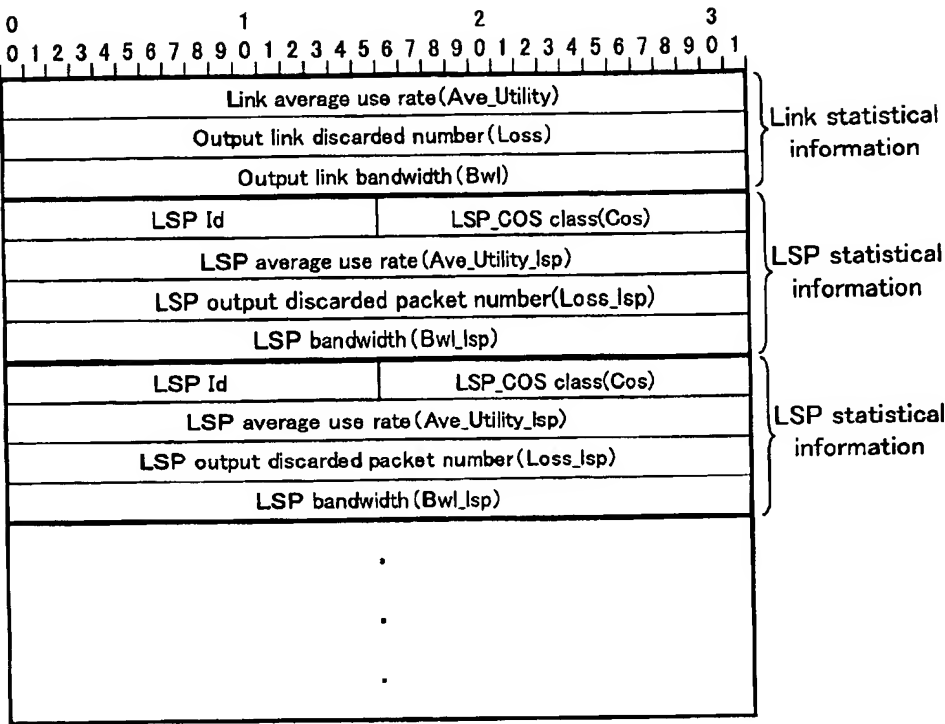 0 1 2 3
0 1 2 3 4 5 6 7 8 9 0 1 2 3 4 5 6 7 8 9 0 1 2 3 4 5 6 7 8 9 0 1
Link average use rate(Ave_Utility)
Output link discarded number(Loss)
Output link bandwidth(Bwl)
Link statistical
information
LSP Id LSP_COS class(Cos)
LSP average use rate(Ave_Utility_lsp)
LSP output discarded packet number(Loss_lsp)
LSP bandwidth(Bwl_lsp)
LSP statistical
information
LSP Id LSP_COS class(Cos)
LSP average use rate(Ave_Utility_lsp)
LSP output discarded packet number(Loss_lsp)
LSP bandwidth(Bwl_lsp)
LSP statistical
information